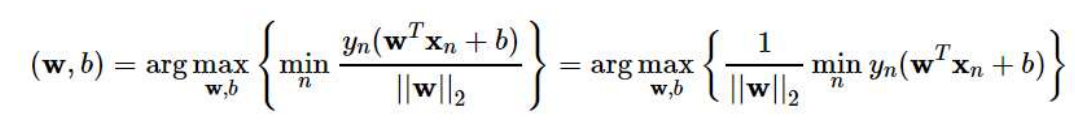 (w, b) = arg max_{w,b} { min_n y_n(w^T x_n + b) / ||w||_2 } = arg max_{w,b} { 1 / ||w||_2 min_n y_n(w^T x_n + b) }